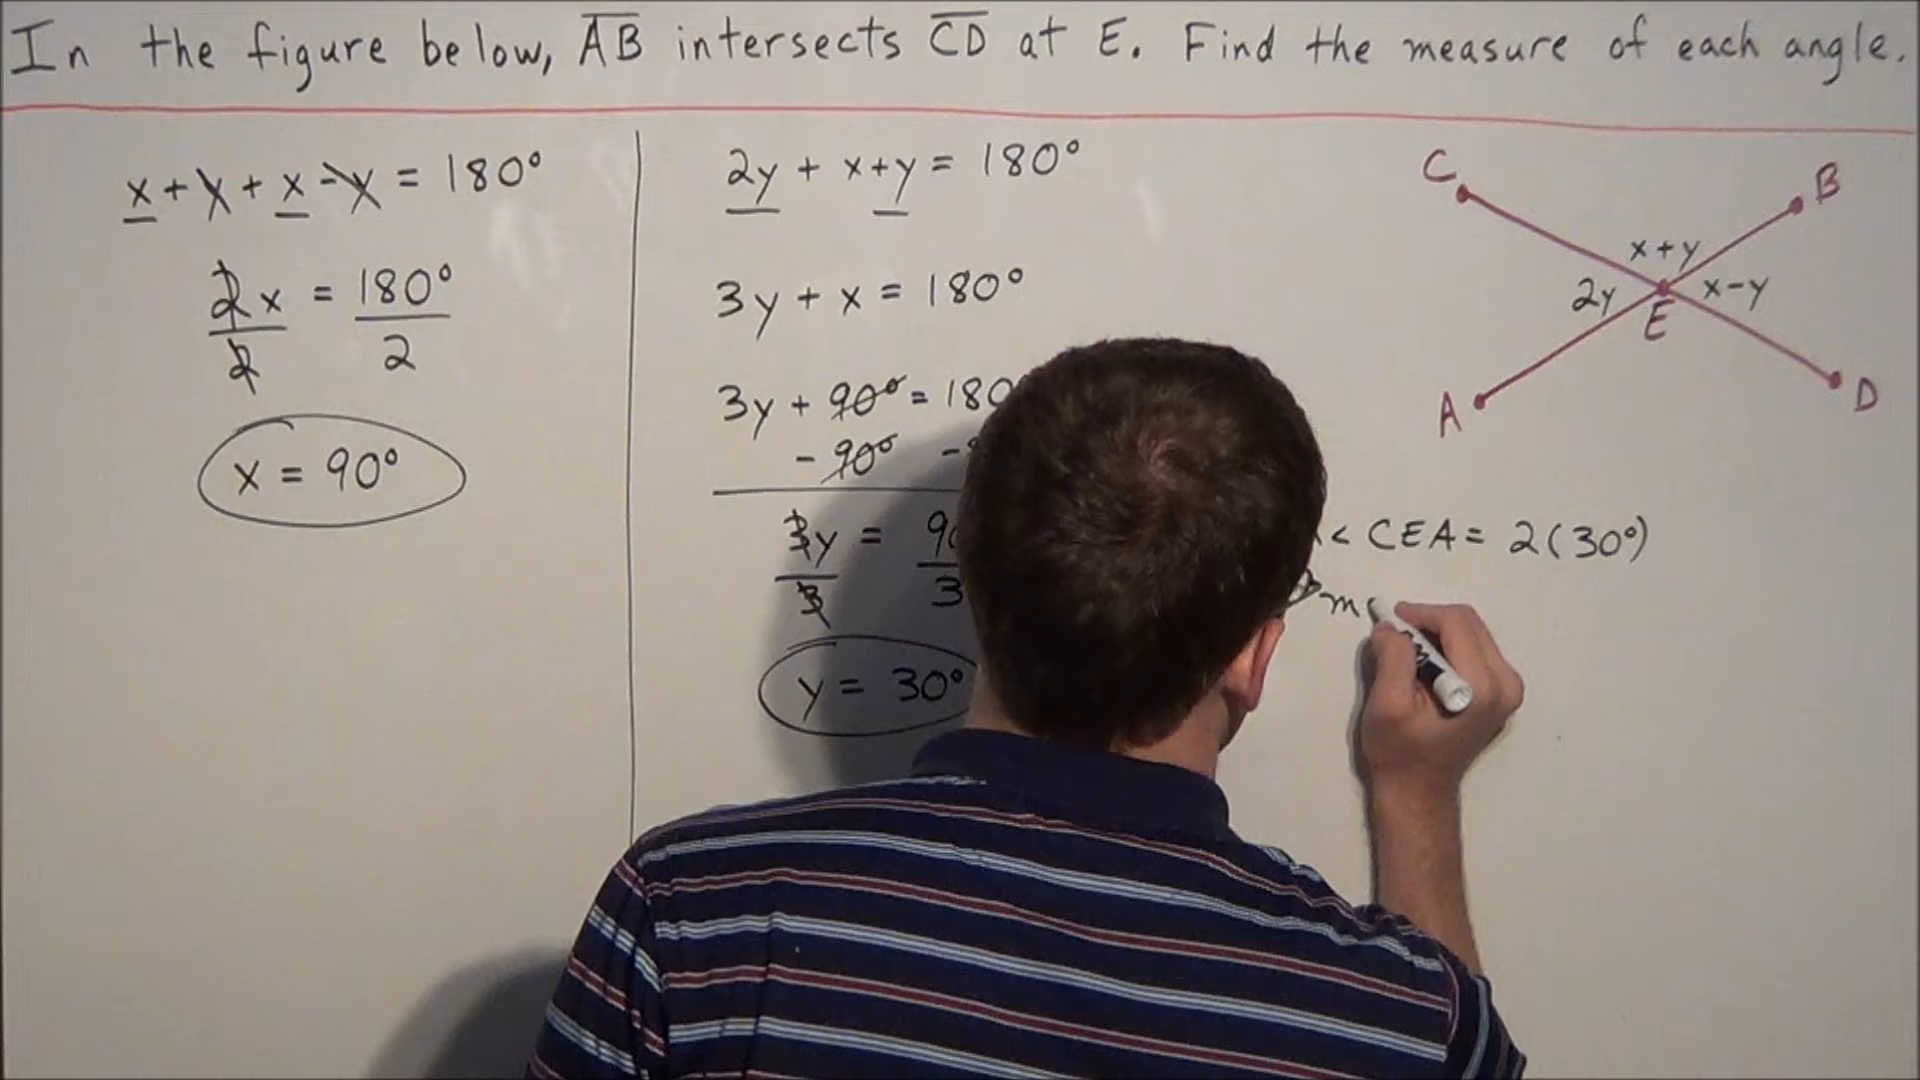 In the figure below, AB intersects CD at E. Find the measure of each angle.
x + y + x - y = 180°
2x = 180°
2 2
x = 90°
2y + x + y = 180°
3y + x = 180°
3y + 90° = 180
- 90° -
3y = 9
3 3
y = 30°
C
B
x + y
2y
x - y
E
A
D
< CEA = 2(30°)
m